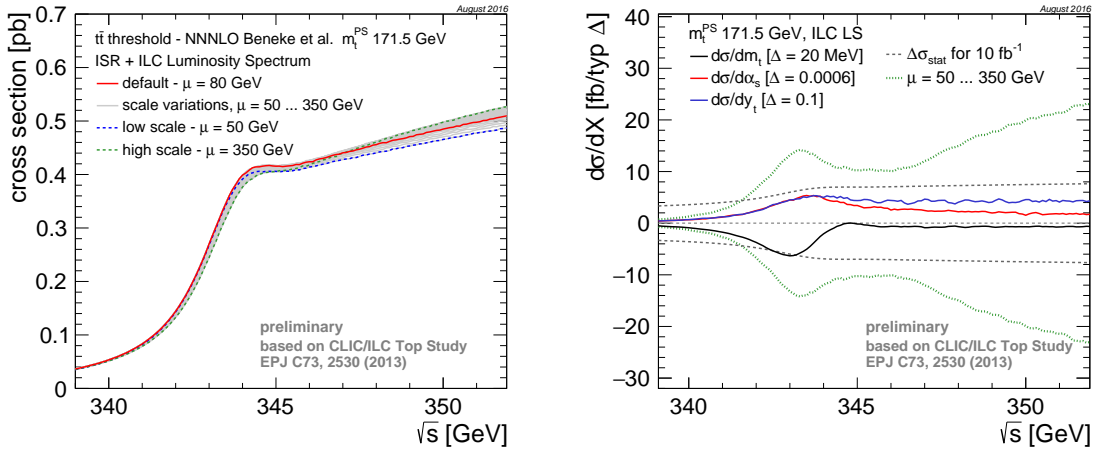 August 2016
tt̄ threshold - NNNLO Beneke et al. m_t^PS 171.5 GeV
ISR + ILC Luminosity Spectrum
default - μ = 80 GeV
scale variations, μ = 50 ... 350 GeV
low scale - μ = 50 GeV
high scale - μ = 350 GeV
cross section [pb]
0.7
0.6
0.5
0.4
0.3
0.2
0.1
0
preliminary
based on CLIC/ILC Top Study
EPJ C73, 2530 (2013)
340 345 350
√s [GeV]
August 2016
m_t^PS 171.5 GeV, ILC LS
dσ/dm_t [Δ = 20 MeV]
dσ/dα_s [Δ = 0.0006]
dσ/dy_t [Δ = 0.1]
Δσ_stat for 10 fb⁻¹
μ = 50 ... 350 GeV
dσ/dX [fb/typ Δ]
40
30
20
10
0
−10
−20
−30
preliminary
based on CLIC/ILC Top Study
EPJ C73, 2530 (2013)
340 345 350
√s [GeV]